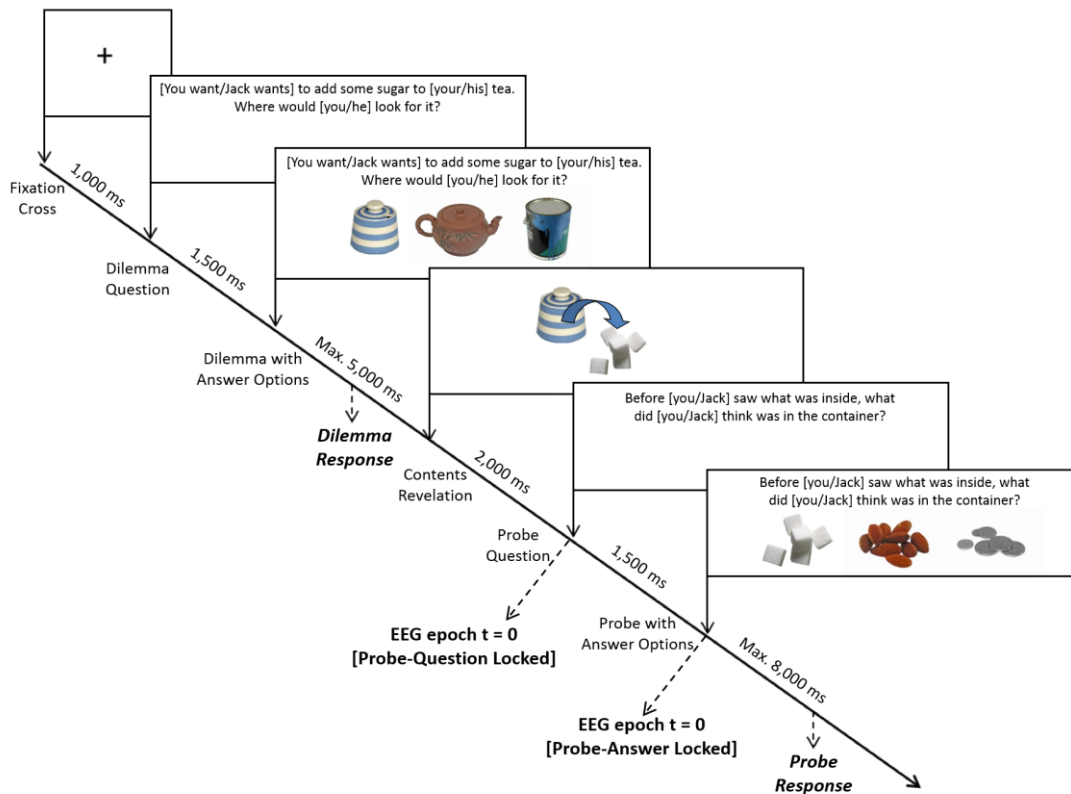 +
[You want/Jack wants] to add some sugar to [your/his] tea.
Where would [you/he] look for it?
[You want/Jack wants] to add some sugar to [your/his] tea.
Where would [you/he] look for it?
Before [you/Jack] saw what was inside, what
did [you/Jack] think was in the container?
Before [you/Jack] saw what was inside, what
did [you/Jack] think was in the container?
Fixation
Cross
1,000 ms
Dilemma
Question
1,500 ms
Dilemma with
Answer Options
Max. 5,000 ms
Dilemma
Response
Contents
Revelation
2,000 ms
Probe
Question
1,500 ms
EEG epoch t = 0
[Probe-Question Locked]
Probe with
Answer Options
Max. 8,000 ms
EEG epoch t = 0
[Probe-Answer Locked]
Probe
Response